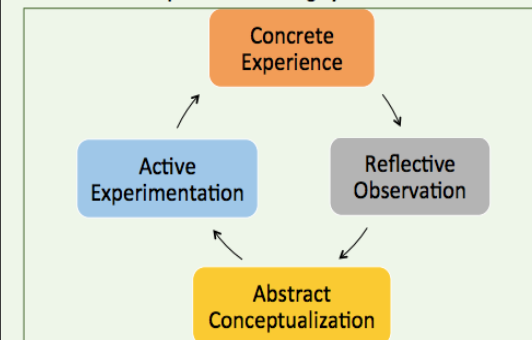 Concrete
Experience
Reflective
Observation
Abstract
Conceptualization
Active
Experimentation